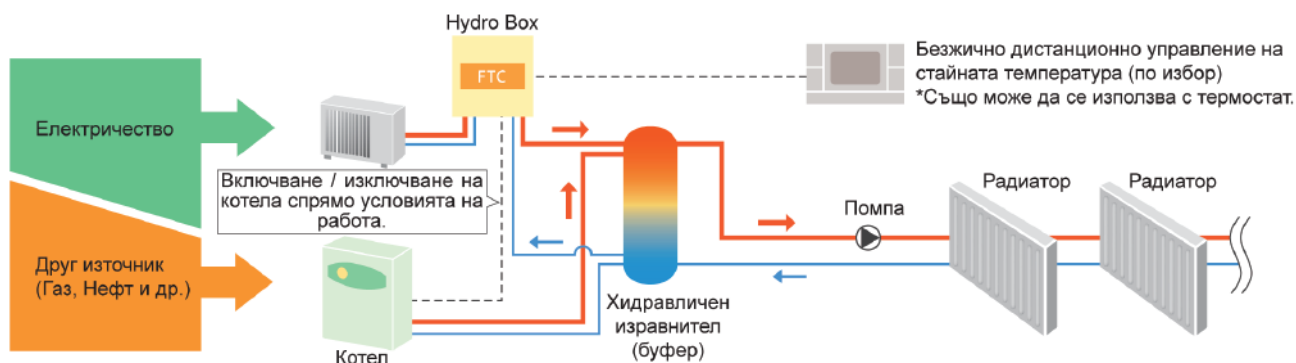 Hydro Box
FTC
Безжично дистанционно управление на
стайната температура (по избор)
*Също може да се използва с термостат.
Електричество
Включване / изключване на
котела спрямо условията на
работа.
Радиатор
Радиатор
Помпа
Друг източник
(Газ, Нефт и др.)
Хидравличен
изравнител
(буфер)
Котел